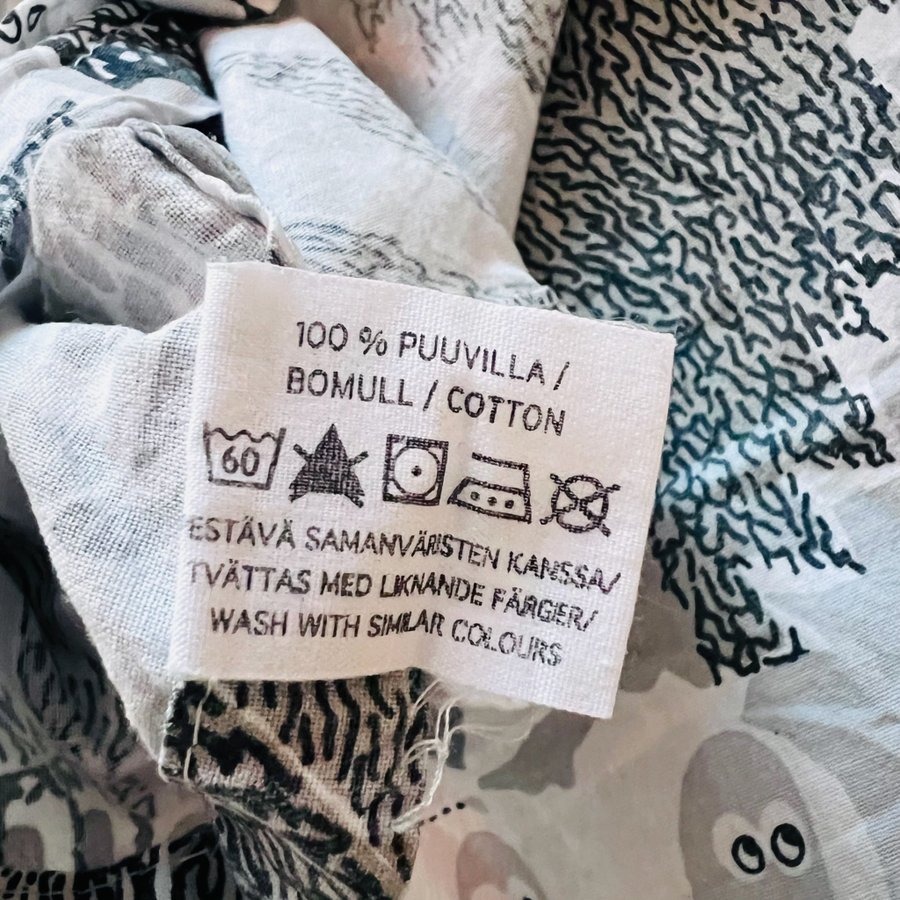 100 % PUUVILLA /
BOMULL / COTTON
60
ESTÄVÄ SAMANVÄRISTEN KANSSA/
TVÄTTAS MED LIKNANDE FÄRGER/
WASH WITH SIMILAR COLOURS